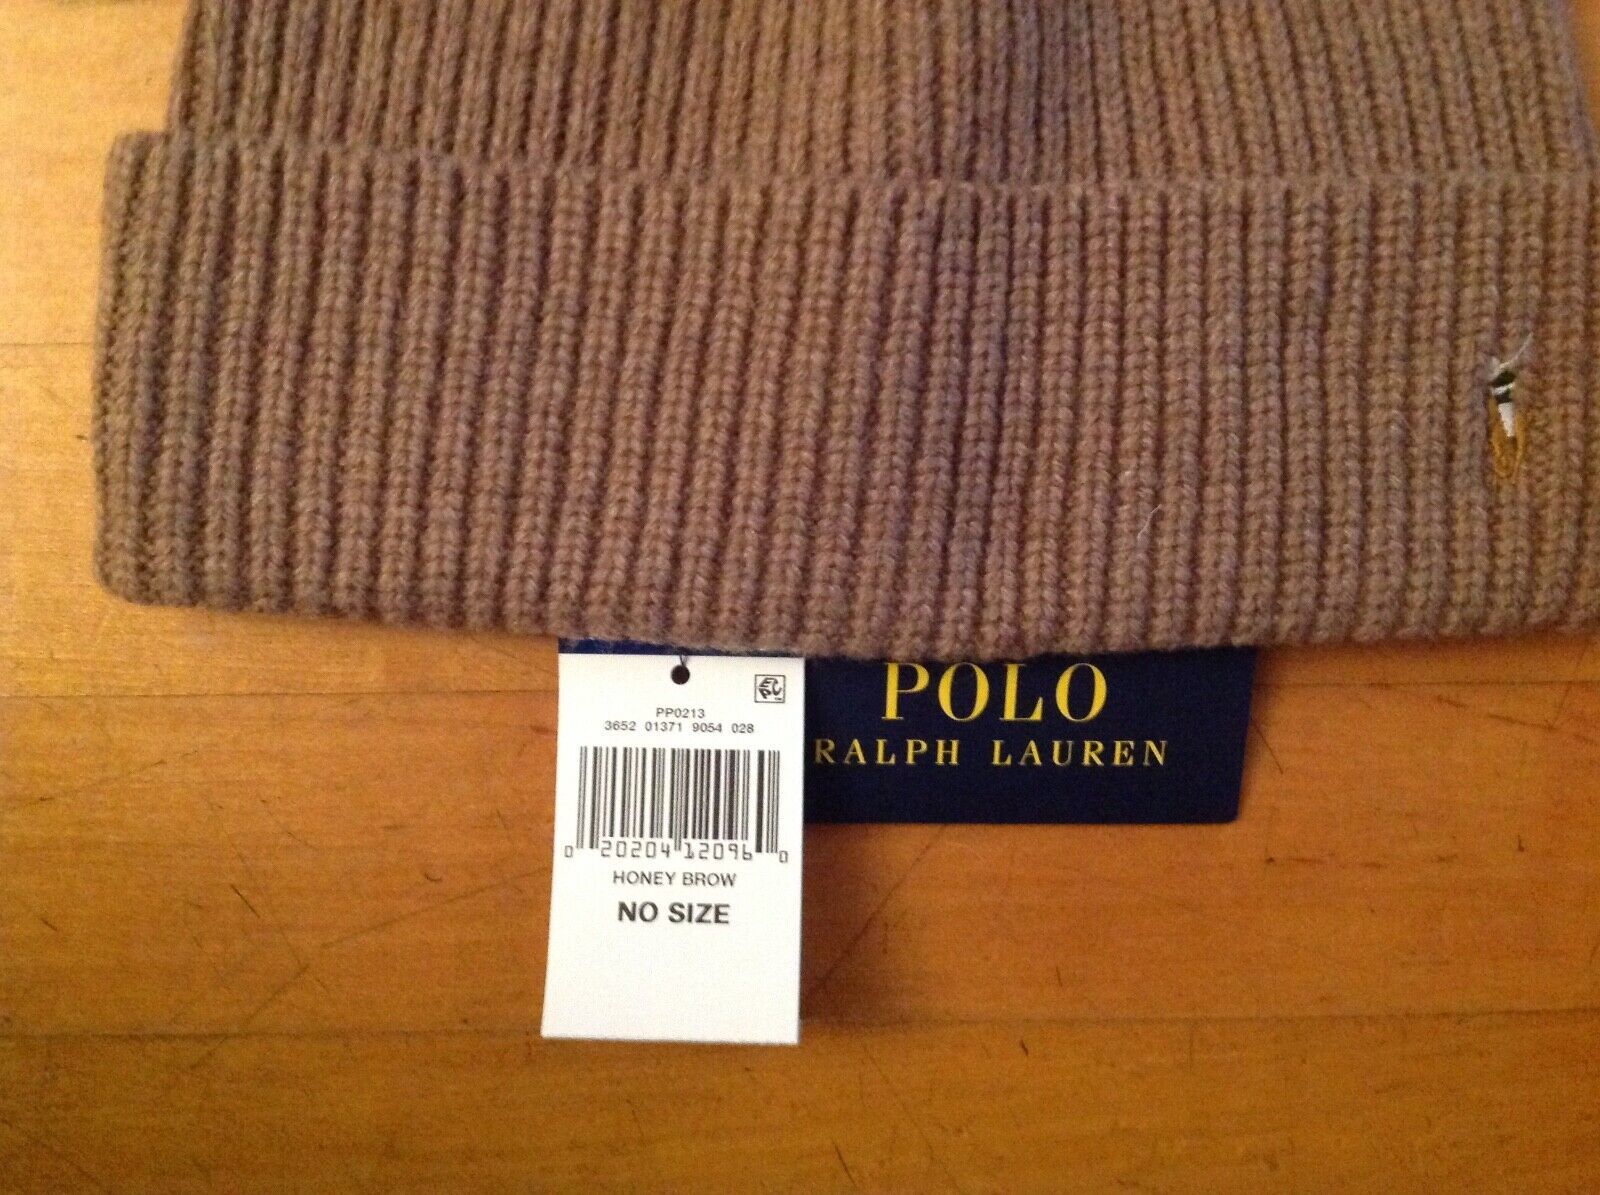 PP0213
3652 01371 9054 028
0 20204 12096 0
HONEY BROW
NO SIZE
POLO
RALPH LAUREN